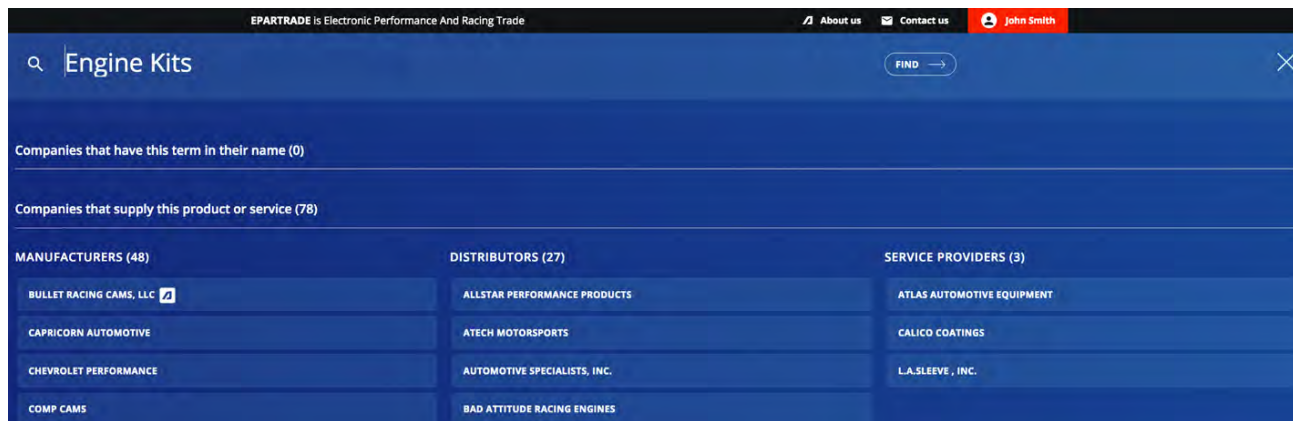 EPARTRADE is Electronic Performance And Racing Trade
About us
Contact us
John Smith
Engine Kits
FIND
Companies that have this term in their name (0)
Companies that supply this product or service (78)
MANUFACTURERS (48)
BULLET RACING CAMS, LLC
CAPRICORN AUTOMOTIVE
CHEVROLET PERFORMANCE
COMP CAMS
DISTRIBUTORS (27)
ALLSTAR PERFORMANCE PRODUCTS
ATECH MOTORSPORTS
AUTOMOTIVE SPECIALISTS, INC.
BAD ATTITUDE RACING ENGINES
SERVICE PROVIDERS (3)
ATLAS AUTOMOTIVE EQUIPMENT
CALICO COATINGS
L.A.SLEEVE , INC.